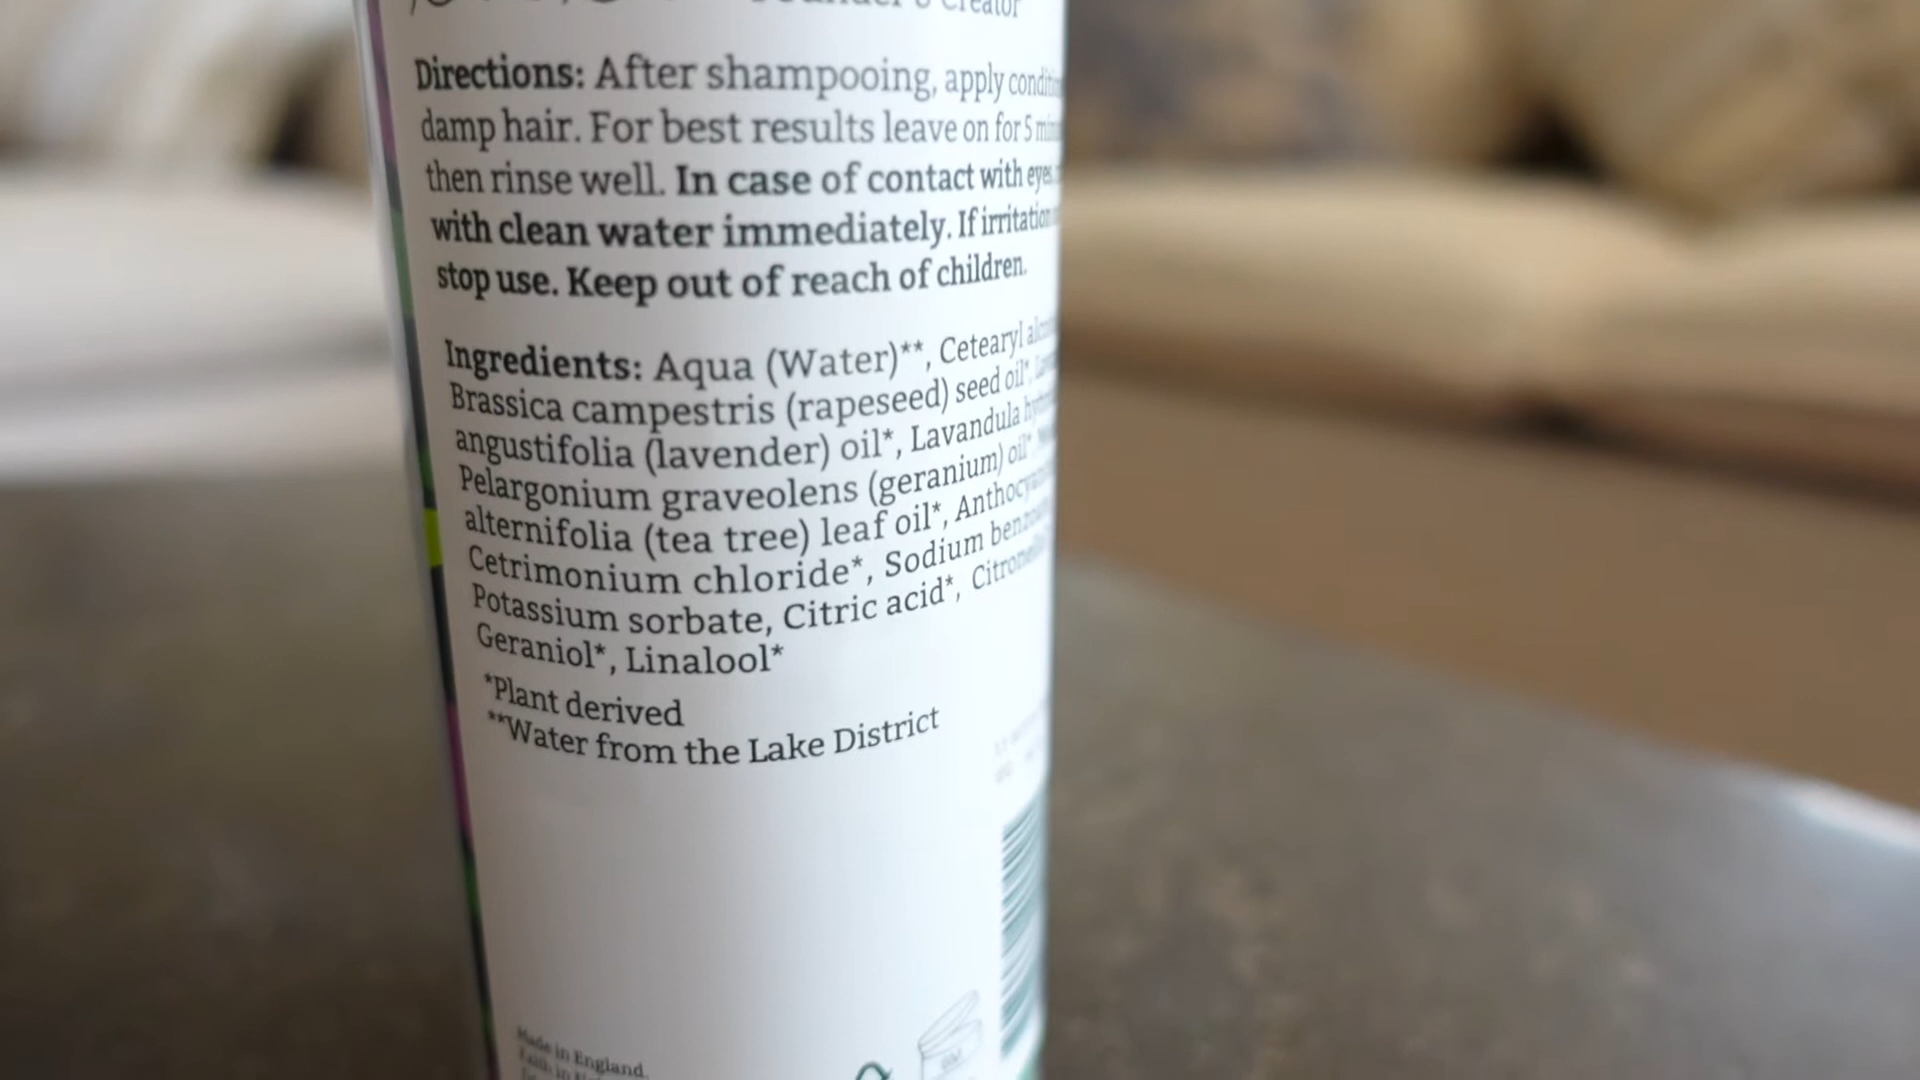 Founder & Creator
Directions: After shampooing, apply
damp hair. For best results leave on for 5
then rinse well. In case of contact with eyes
with clean water immediately. If irritation
stop use. Keep out of reach of children.
Ingredients: Aqua (Water)**, Cetearyl
Brassica campestris (rapeseed) seed oil*,
angustifolia (lavender) oil*, Lavandula
Pelargonium graveolens (geranium) oil*,
alternifolia (tea tree) leaf oil*,
Cetrimonium chloride*, Sodium
Potassium sorbate, Citric acid*,
Geraniol*, Linalool*
*Plant derived
**Water from the Lake District
Made in England.